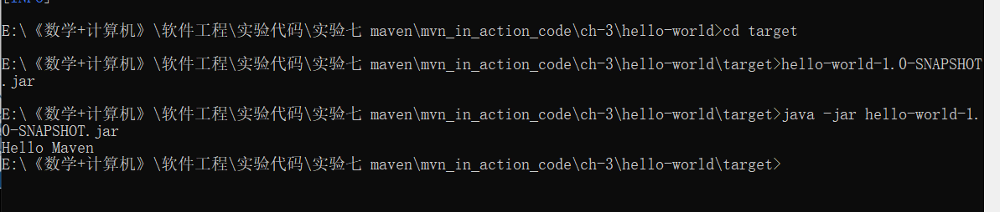 [INFO]
E:\《数学+计算机》\软件工程\实验代码\实验七 maven\mvn_in_action_code\ch-3\hello-world>cd target
E:\《数学+计算机》\软件工程\实验代码\实验七 maven\mvn_in_action_code\ch-3\hello-world\target>hello-world-1.0-SNAPSHOT
.jar
E:\《数学+计算机》\软件工程\实验代码\实验七 maven\mvn_in_action_code\ch-3\hello-world\target>java -jar hello-world-1.
0-SNAPSHOT.jar
Hello Maven
E:\《数学+计算机》\软件工程\实验代码\实验七 maven\mvn_in_action_code\ch-3\hello-world\target>